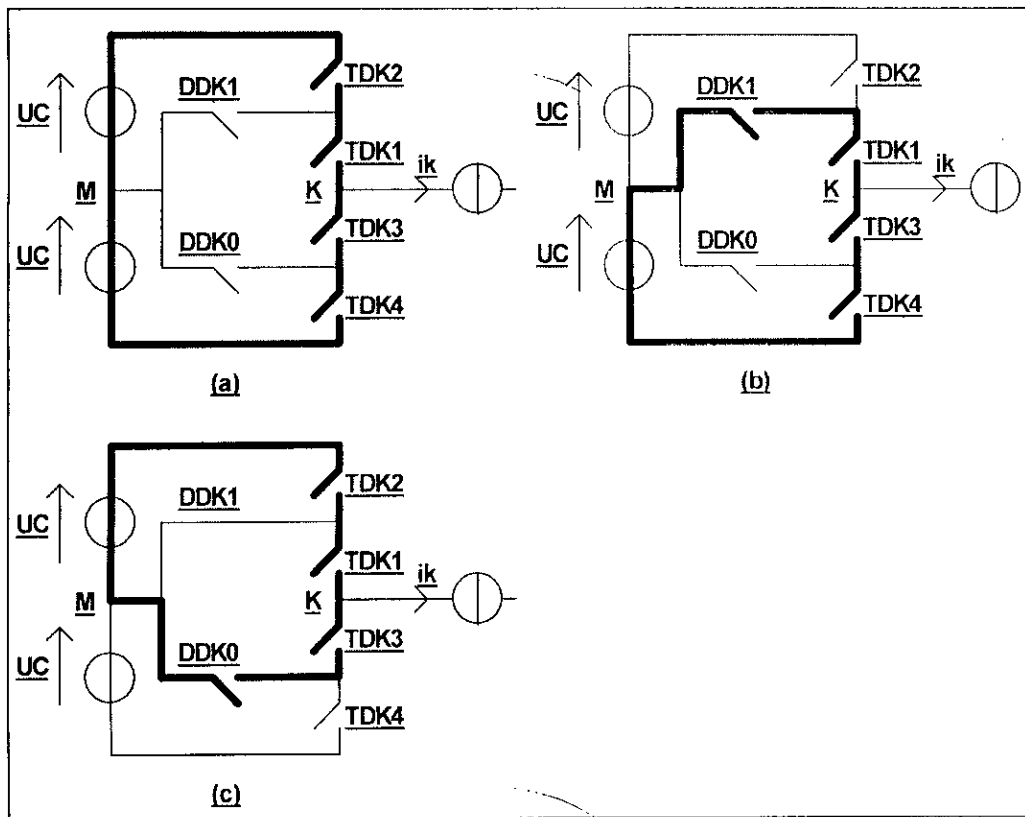 TDK2
DDK1
UC
TDK1
ik
M
K
TDK3
UC
DDK0
TDK4
(a)
TDK2
DDK1
UC
TDK1
ik
M
K
TDK3
UC
DDK0
TDK4
(b)
TDK2
DDK1
UC
TDK1
ik
M
K
TDK3
UC
DDK0
TDK4
(c)